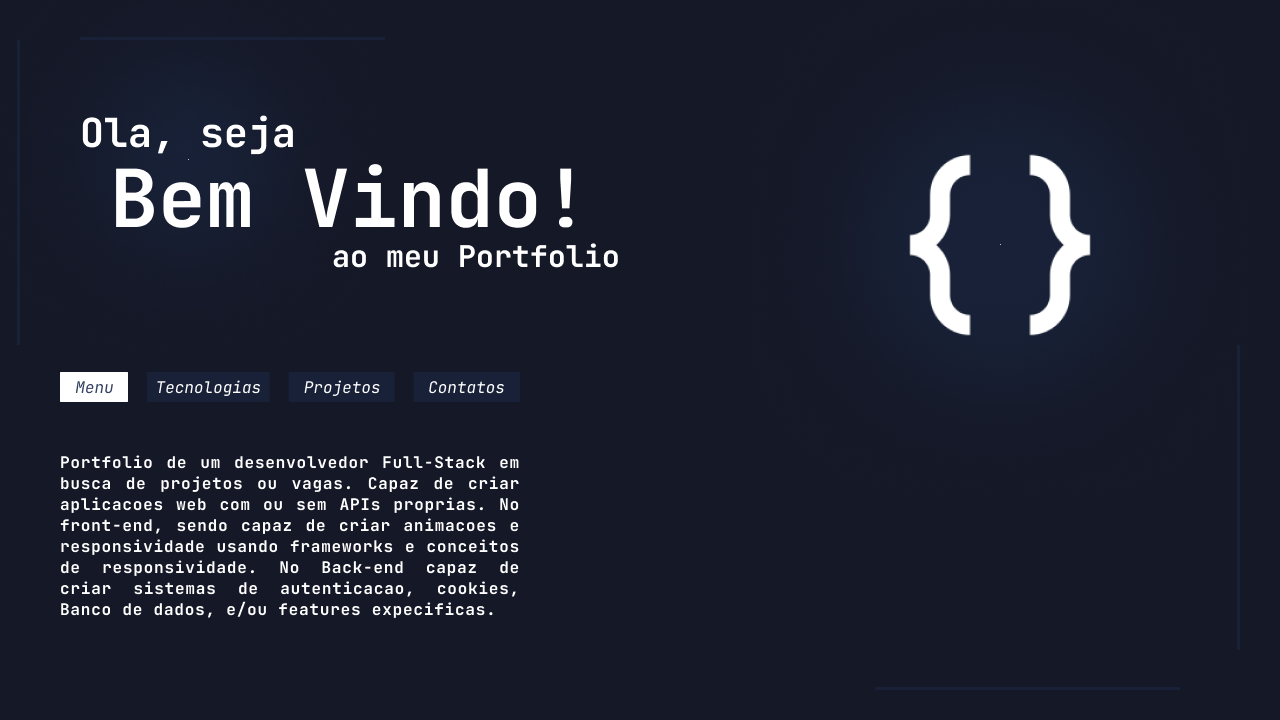 Ola, seja
Bem Vindo!
ao meu Portfolio
{ }
Menu Tecnologias Projetos Contatos
Portfolio de um desenvolvedor Full-Stack em
busca de projetos ou vagas. Capaz de criar
aplicacoes web com ou sem APIs proprias. No
front-end, sendo capaz de criar animacoes e
responsividade usando frameworks e conceitos
de responsividade. No Back-end capaz de
criar sistemas de autenticacao, cookies,
Banco de dados, e/ou features expecificas.